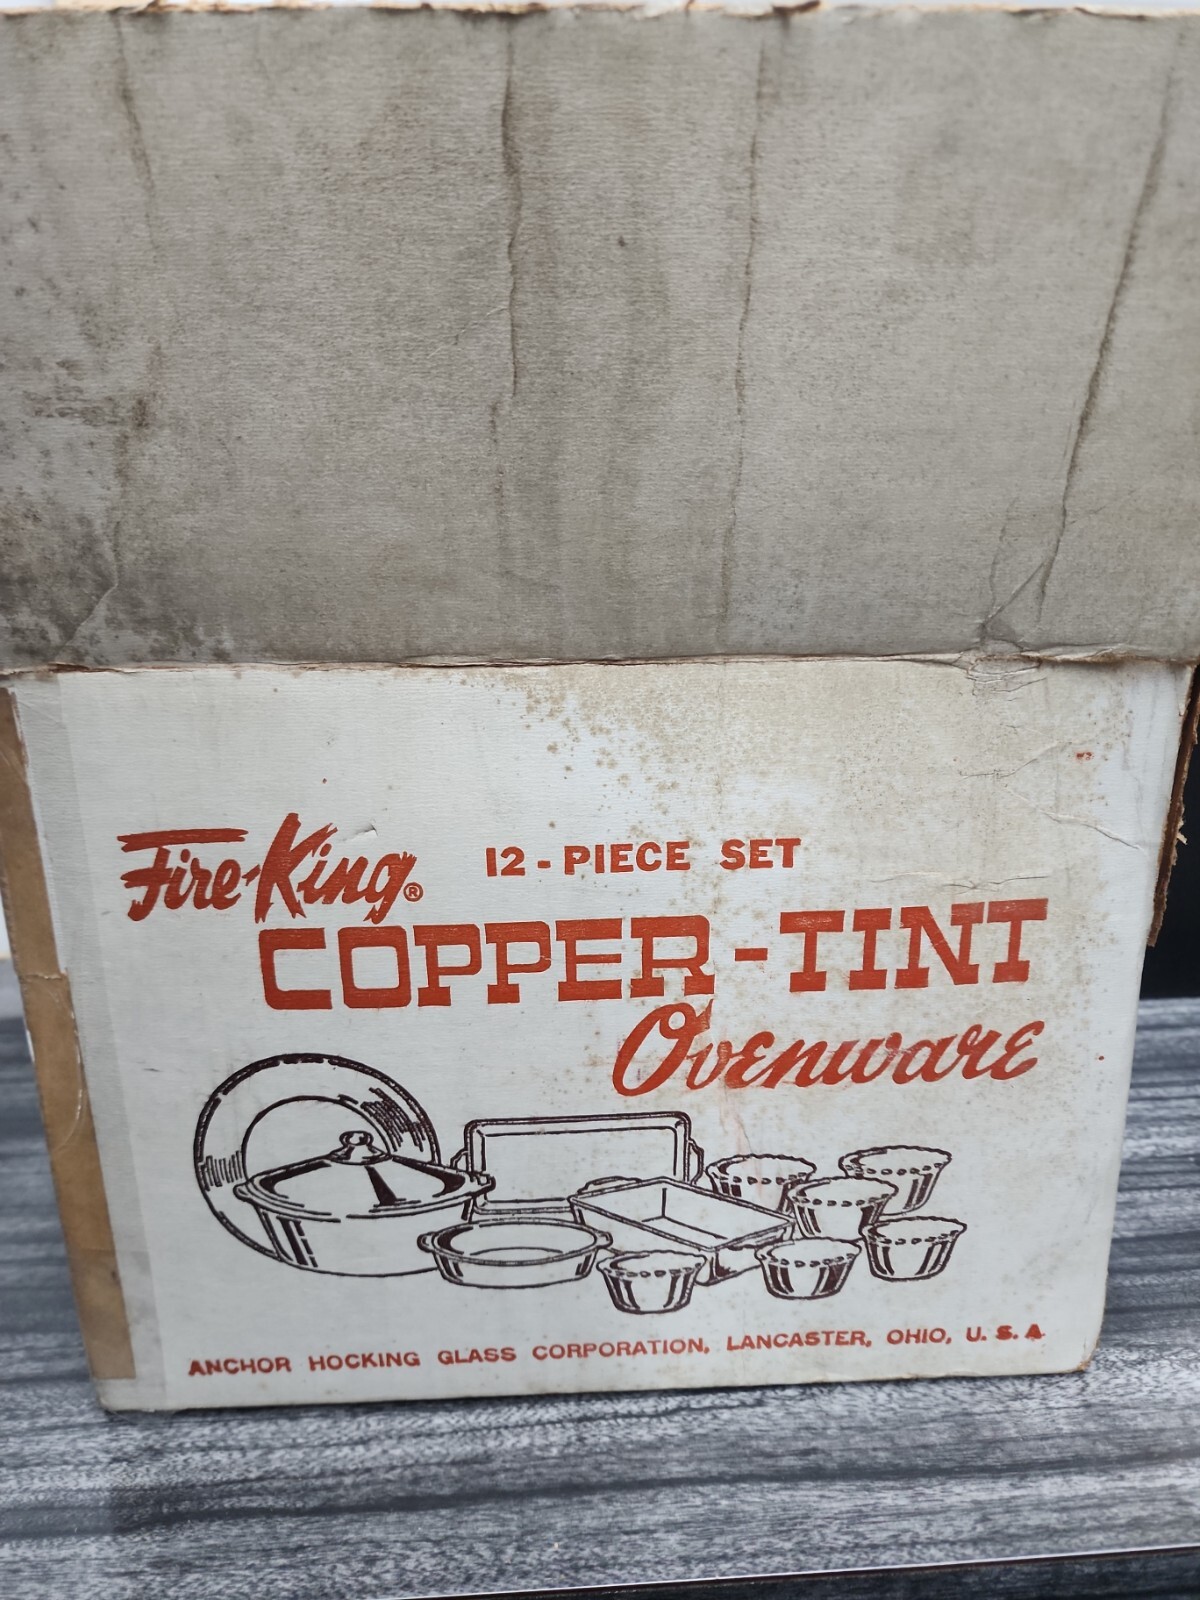 Fire-King® 12-PIECE SET
COPPER-TINT
Ovenware
ANCHOR HOCKING GLASS CORPORATION, LANCASTER, OHIO, U. S. A.